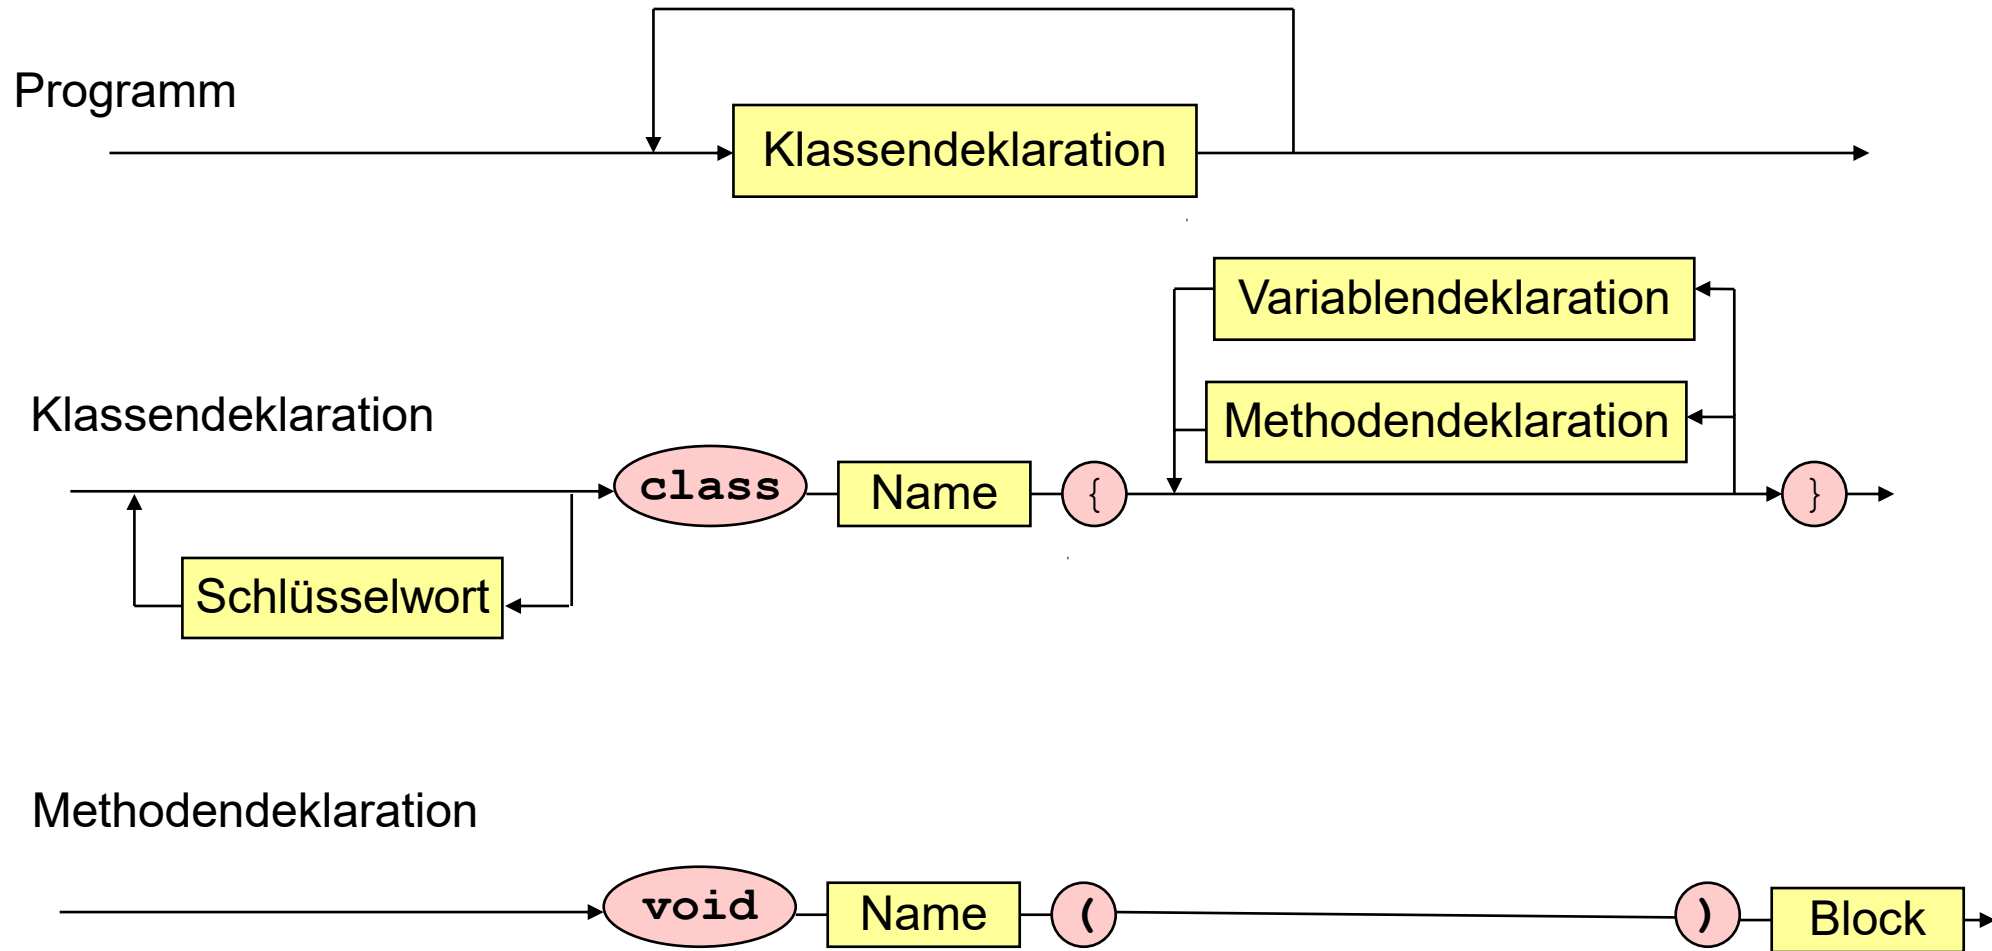 Programm
Klassendeklaration
Variablendeklaration
Methodendeklaration
Klassendeklaration
class Name { }
Schlüsselwort
Methodendeklaration
void Name ( ) Block